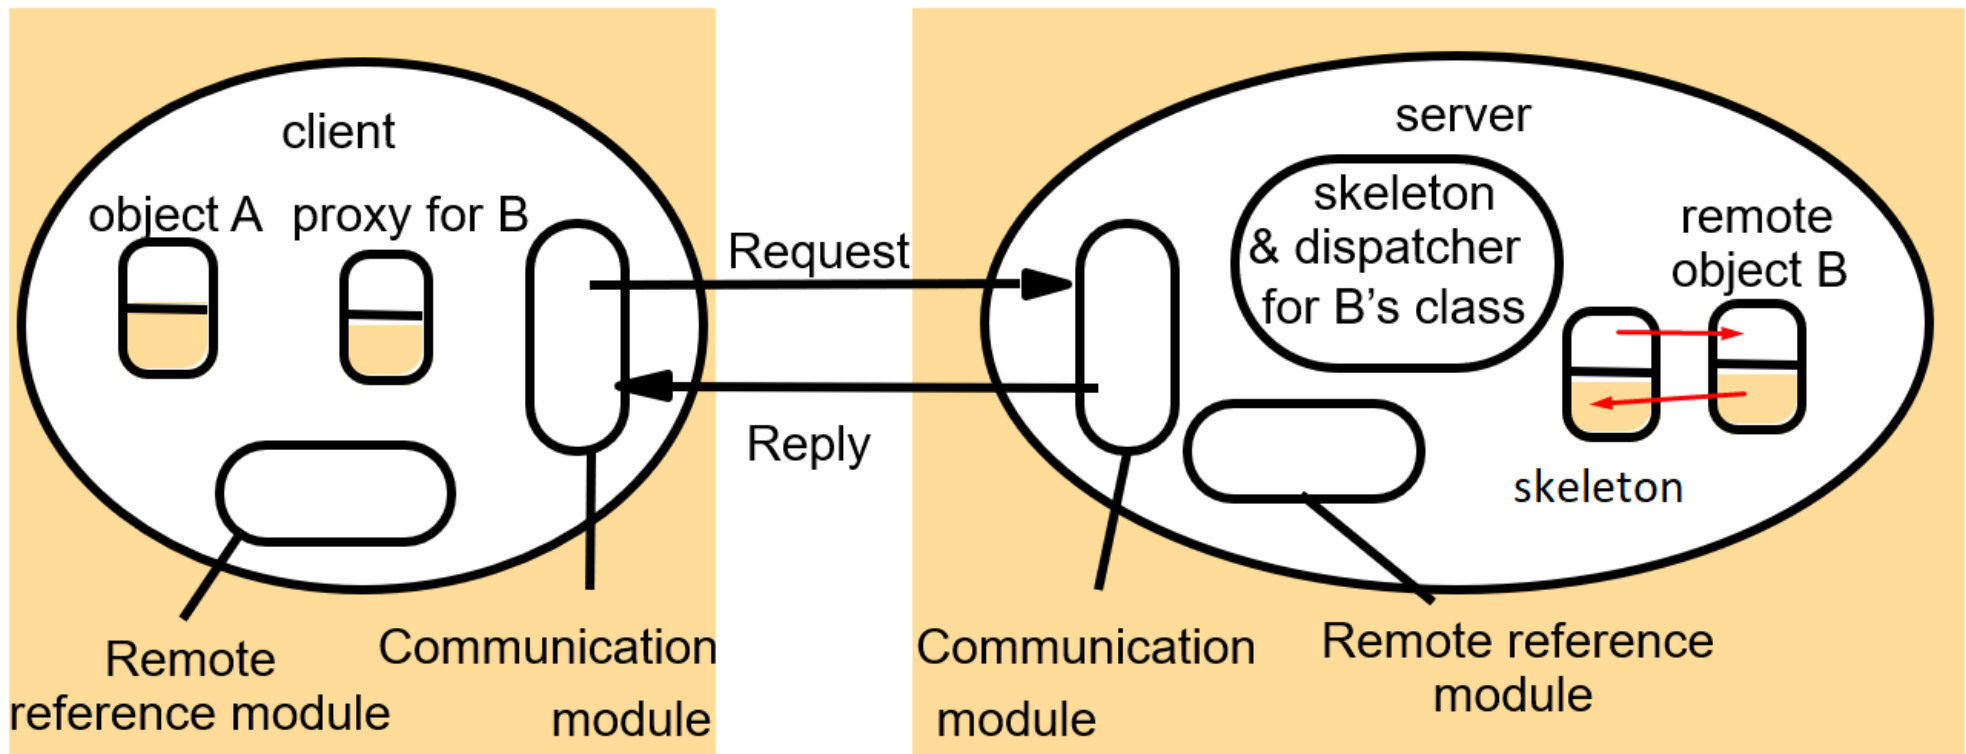 client
object A
proxy for B
Remote
reference module
Communication
module
Request
Reply
server
skeleton
& dispatcher
for B’s class
remote
object B
skeleton
Communication
module
Remote reference
module